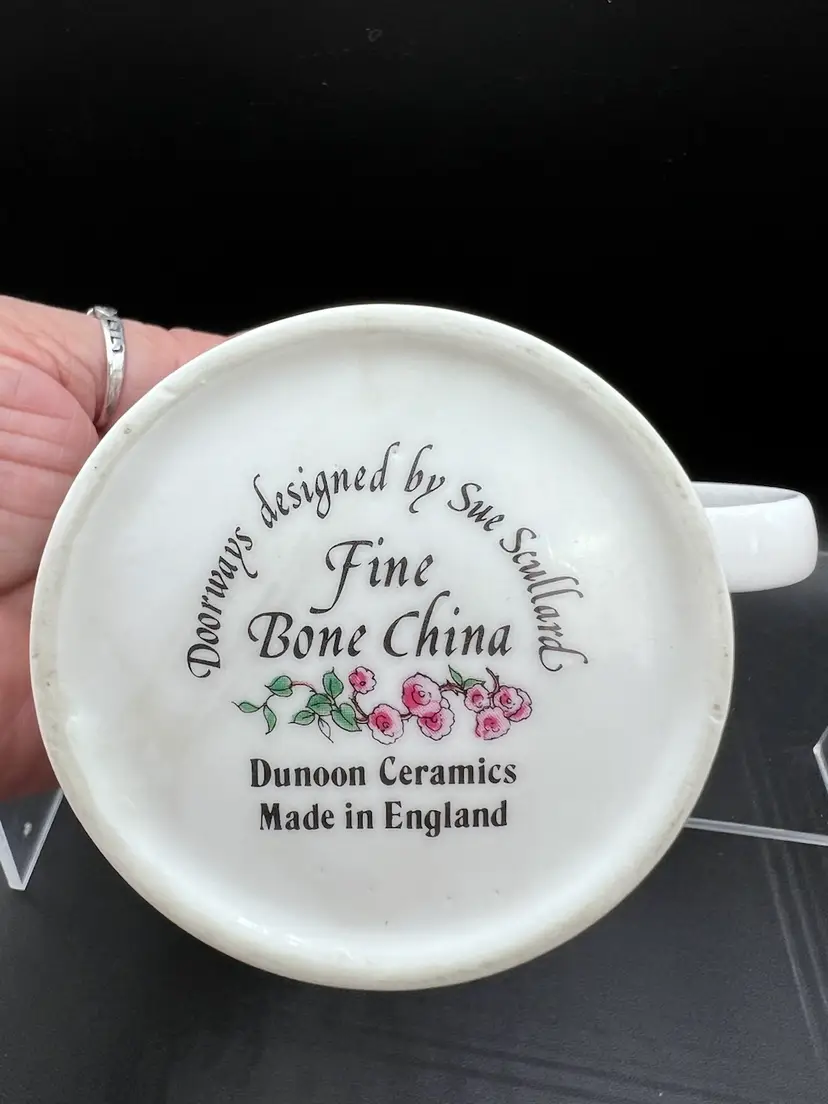 Doorways designed by Sue Scullard
Fine
Bone China
Dunoon Ceramics
Made in England